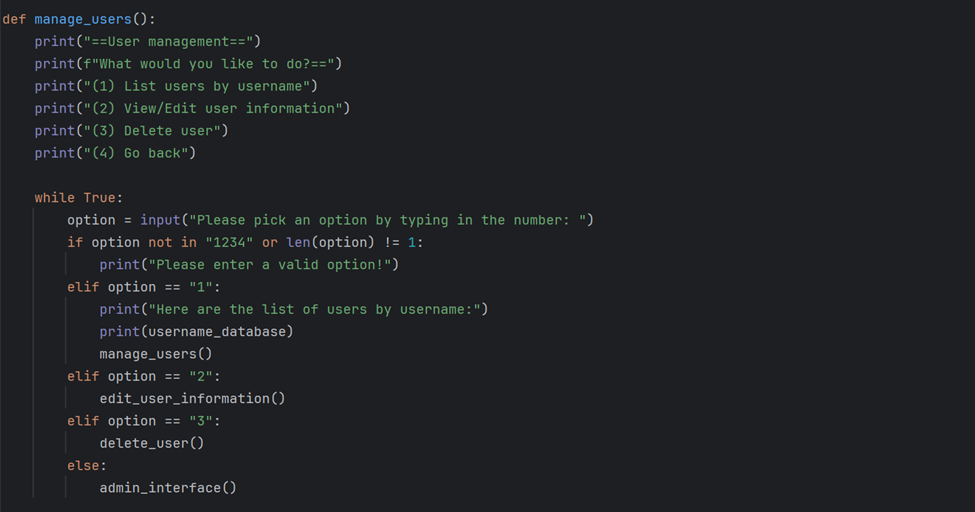 def manage_users():
    print("==User management==")
    print(f"What would you like to do?==")
    print("(1) List users by username")
    print("(2) View/Edit user information")
    print("(3) Delete user")
    print("(4) Go back")

    while True:
        option = input("Please pick an option by typing in the number: ")
        if option not in "1234" or len(option) != 1:
            print("Please enter a valid option!")
        elif option == "1":
            print("Here are the list of users by username:")
            print(username_database)
            manage_users()
        elif option == "2":
            edit_user_information()
        elif option == "3":
            delete_user()
        else:
            admin_interface()